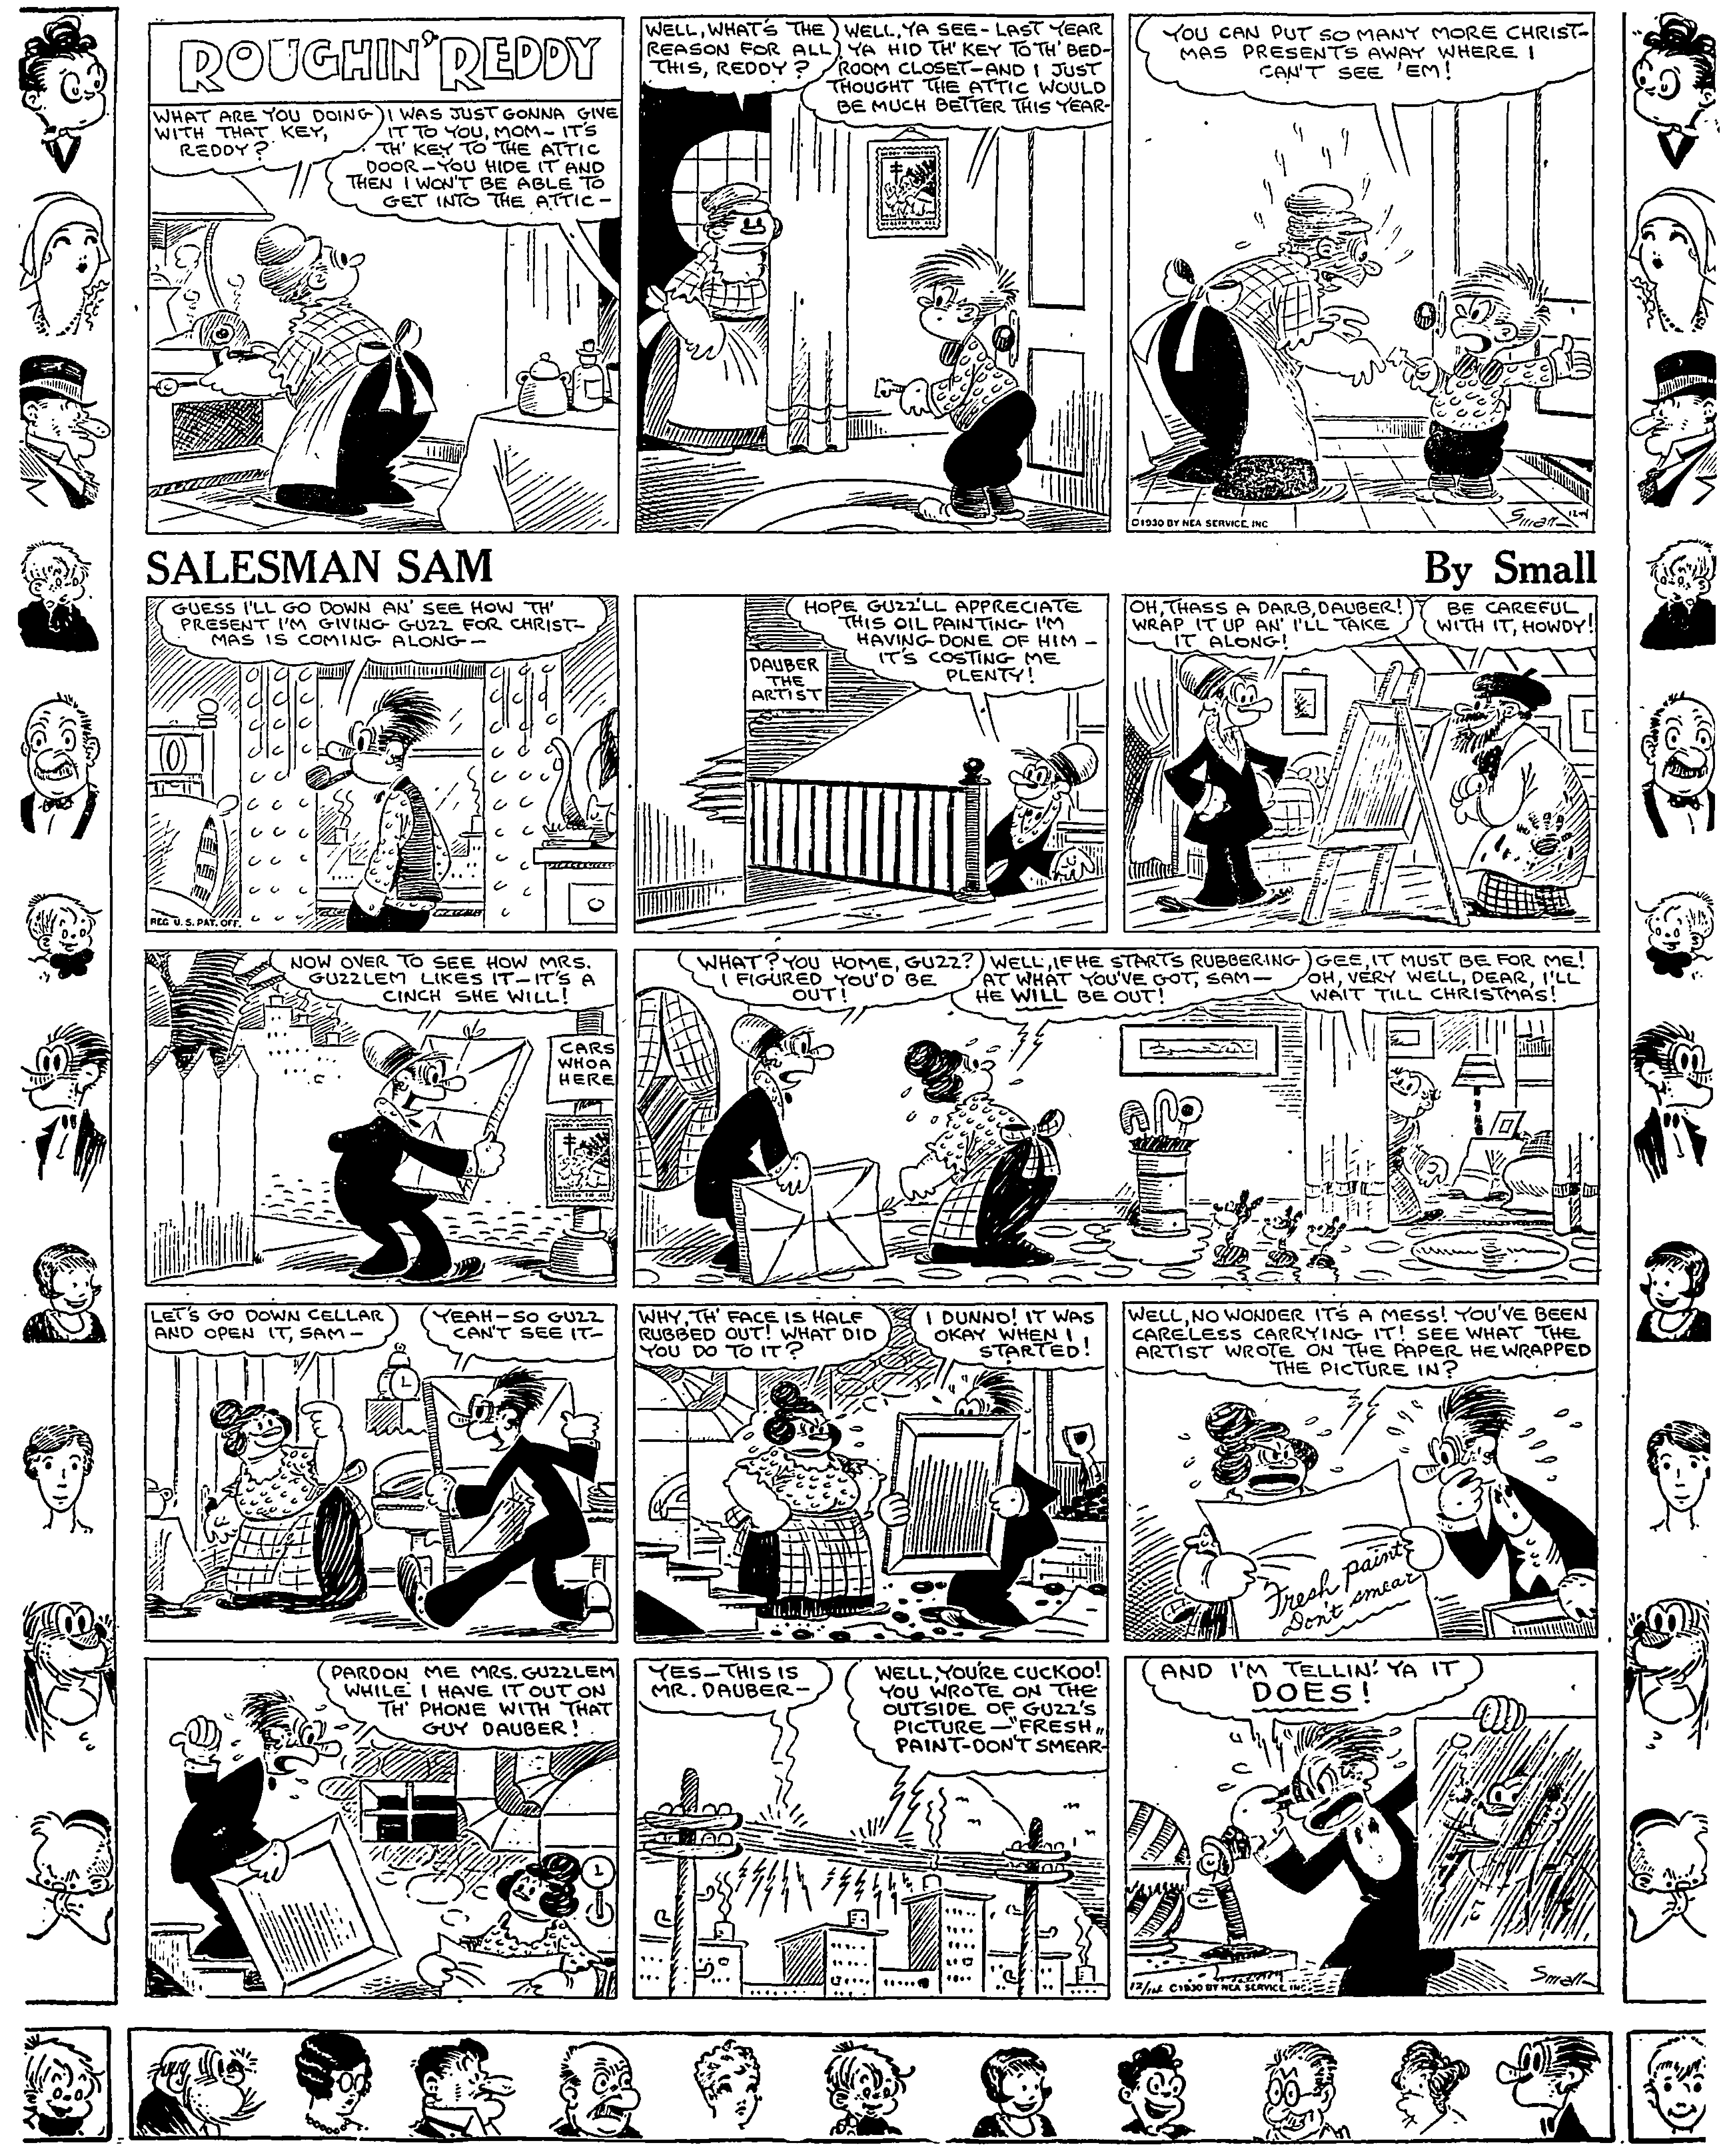 ROUGHIN' REDDY
WHAT ARE YOU DOING
WITH THAT KEY,
REDDY?
I WAS JUST GONNA GIVE
IT TO YOU, MOM- IT'S
TH' KEY TO THE ATTIC
DOOR-YOU HIDE IT AND
THEN I WON'T BE ABLE TO
GET INTO THE ATTIC-
WELL, WHAT'S THE
REASON FOR ALL
THIS, REDDY?
WELL, YA SEE- LAST YEAR
YA HID TH' KEY TO TH' BED-
ROOM CLOSET-AND I JUST
THOUGHT THE ATTIC WOULD
BE MUCH BETTER THIS YEAR-
YOU CAN PUT SO MANY MORE CHRIST-
MAS PRESENTS AWAY WHERE I
CAN'T SEE 'EM!
©1930 BY NEA SERVICE, INC
Small
SALESMAN SAM
By Small
GUESS I'LL GO DOWN AN' SEE HOW TH'
PRESENT I'M GIVING GUZZ FOR CHRIST-
MAS IS COMING ALONG-
REG. U.S. PAT. OFF.
HOPE GUZZ'LL APPRECIATE
THIS OIL PAINTING I'M
HAVING DONE OF HIM-
IT'S COSTING ME
PLENTY!
DAUBER
THE
ARTIST
OH, THASS A DARB, DAUBER!
WRAP IT UP AN' I'LL TAKE
IT ALONG!
BE CAREFUL
WITH IT, HOWDY!
NOW OVER TO SEE HOW MRS.
GUZZLEM LIKES IT-IT'S A
CINCH SHE WILL!
CARS
WHOA
HERE
WHAT? YOU HOME, GUZZ?
I FIGURED YOU'D BE
OUT!
WELL, IF HE STARTS RUBBERING
AT WHAT YOU'VE GOT, SAM-
HE WILL BE OUT!
GEE, IT MUST BE FOR ME!
OH, VERY WELL, DEAR, I'LL
WAIT TILL CHRISTMAS!
LET'S GO DOWN CELLAR
AND OPEN IT, SAM-
YEAH-SO GUZZ
CAN'T SEE IT-
WHY, TH' FACE IS HALF
RUBBED OUT! WHAT DID
YOU DO TO IT?
I DUNNO! IT WAS
OKAY WHEN I
STARTED!
WELL, NO WONDER IT'S A MESS! YOU'VE BEEN
CARELESS CARRYING IT! SEE WHAT THE
ARTIST WROTE ON THE PAPER HE WRAPPED
THE PICTURE IN?
Fresh paint
Don't smear
PARDON ME MRS. GUZZLEM
WHILE I HAVE IT OUT ON
TH' PHONE WITH THAT
GUY DAUBER!
YES-THIS IS
MR. DAUBER-
WELL, YOU'RE CUCKOO!
YOU WROTE ON THE
OUTSIDE OF GUZZ'S
PICTURE-"FRESH
PAINT-DON'T SMEAR"
AND I'M TELLIN' YA IT
DOES!
©1930 BY NEA SERVICE INC.
Small